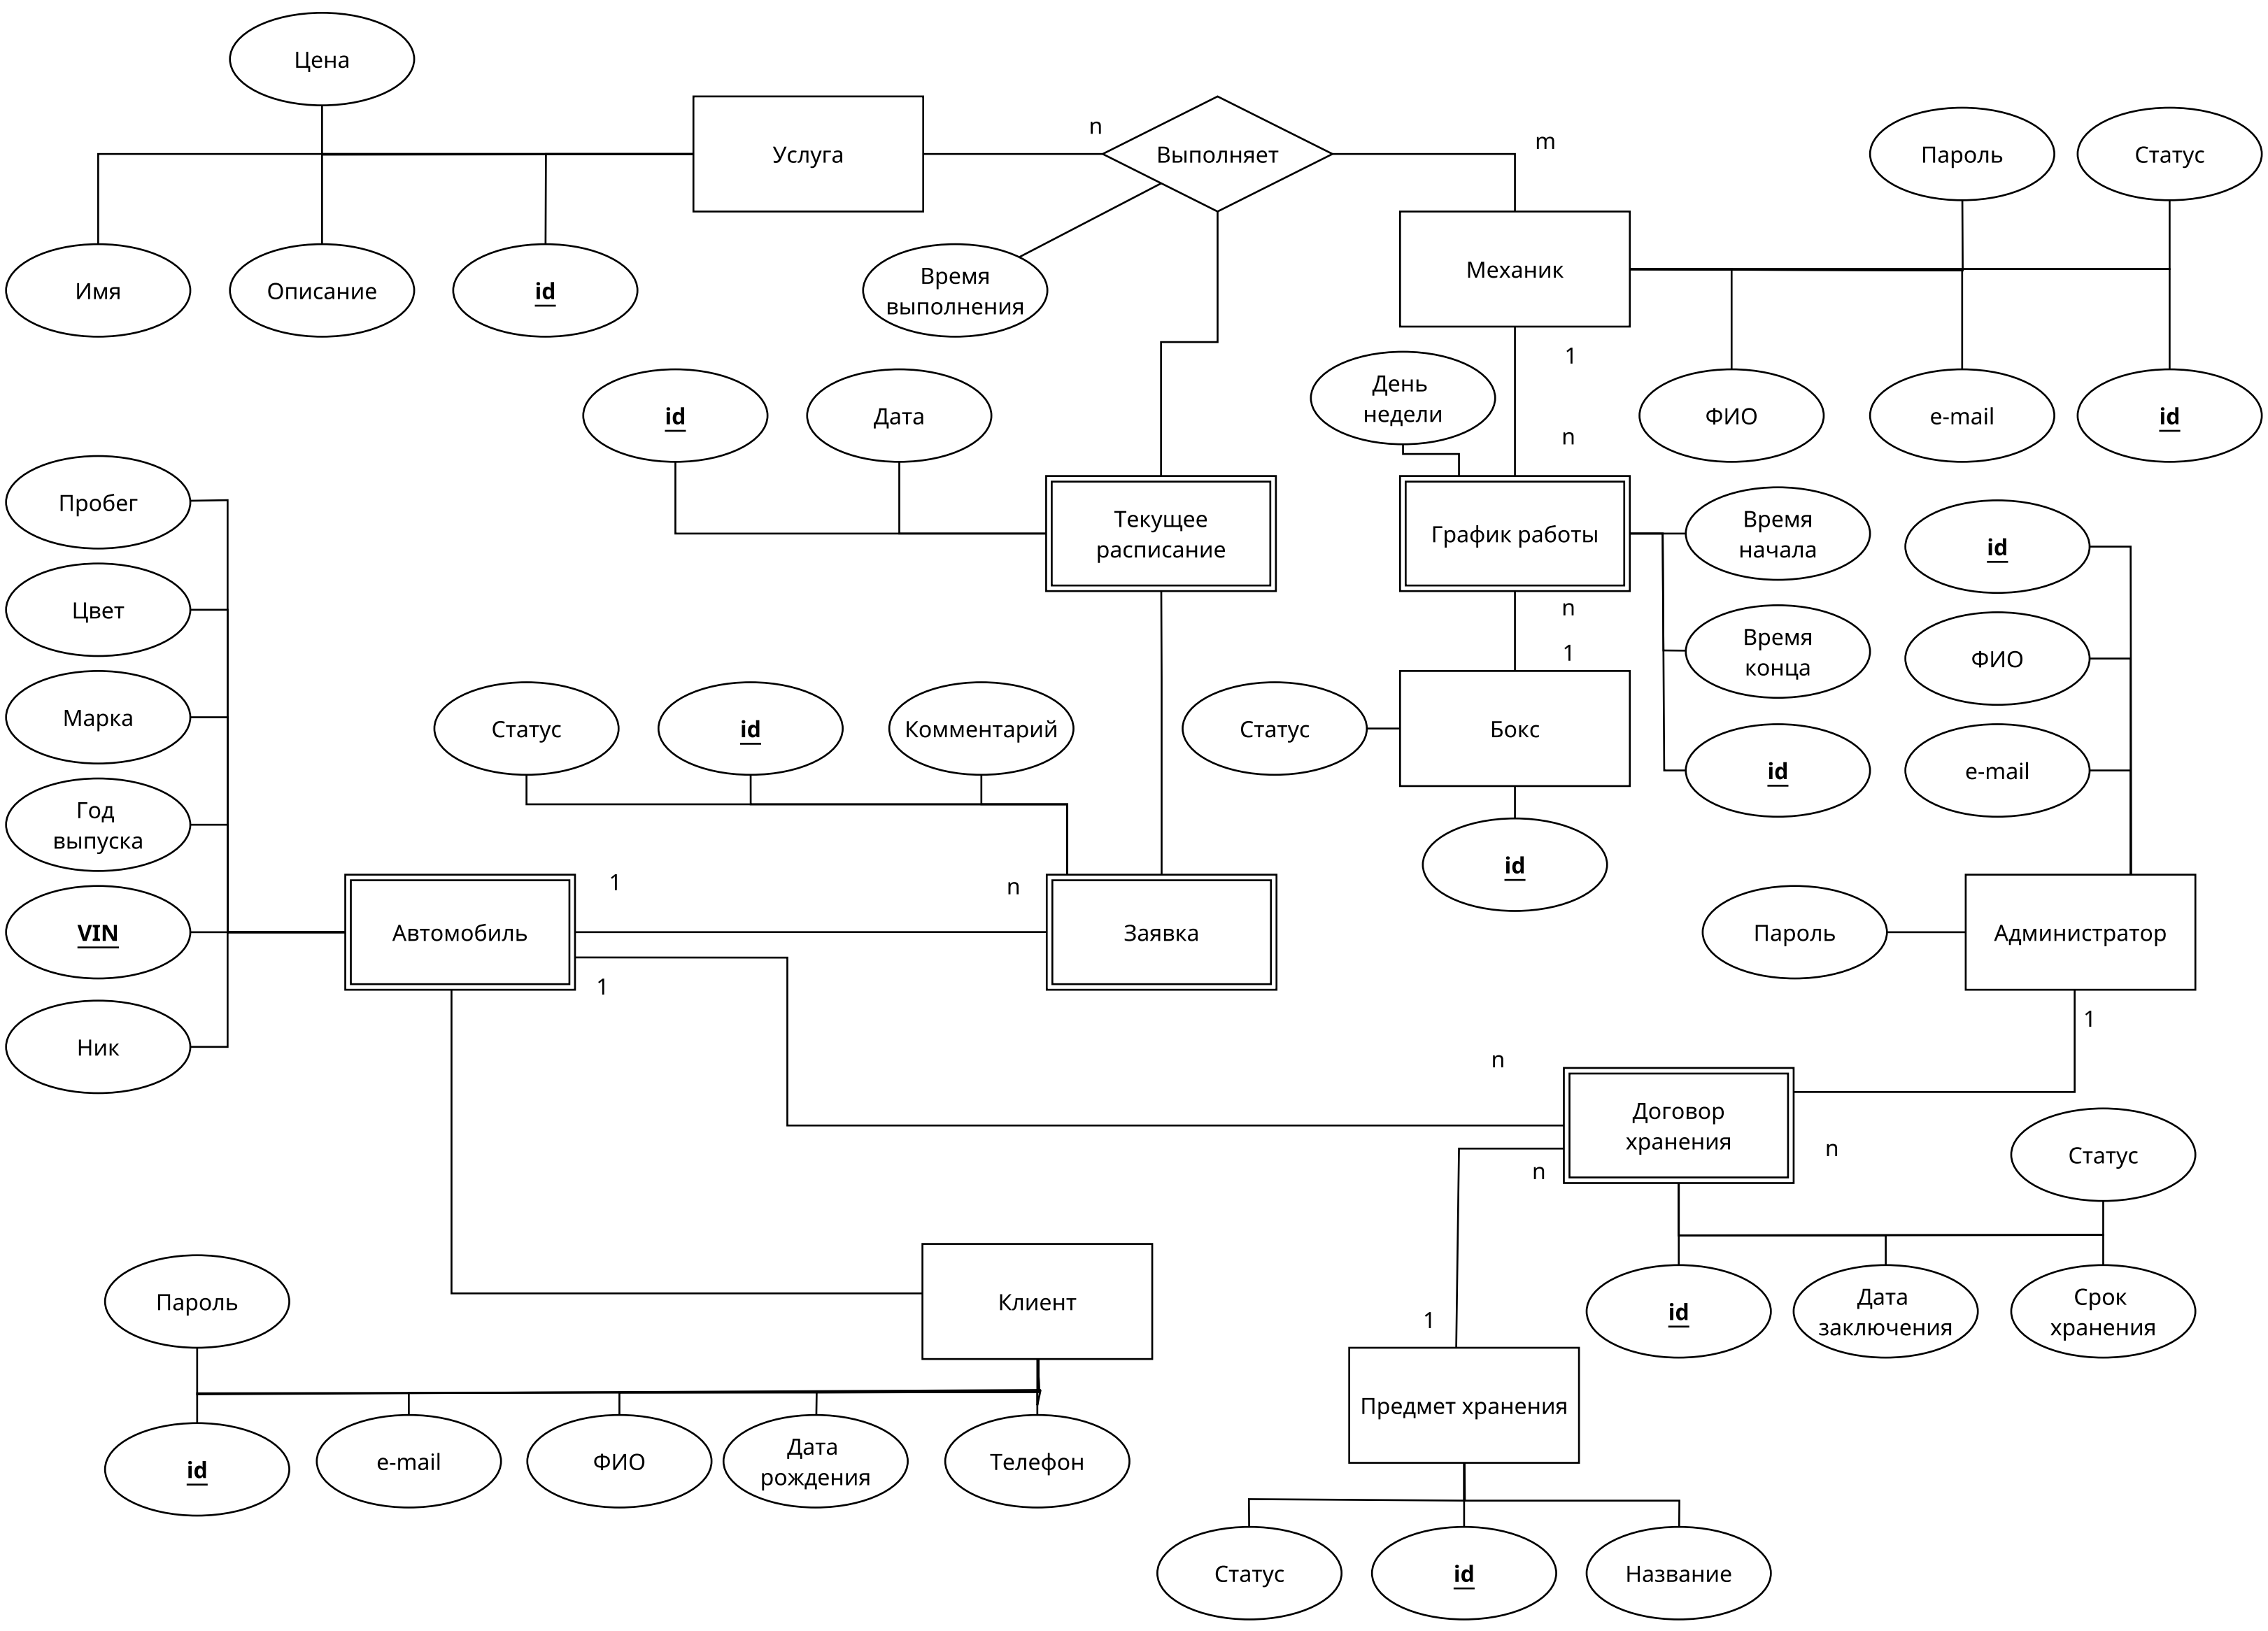 Цена
Услуга
n
Выполняет
m
Пароль
Статус
Имя
Описание
id
Время
выполнения
Механик
1
День
недели
n
ФИО
e-mail
id
id
Дата
Пробег
Текущее
расписание
График работы
Время
начала
id
Цвет
n
1
Время
конца
ФИО
Марка
Статус
id
Комментарий
Статус
Бокс
id
e-mail
Год
выпуска
id
1
n
VIN
Автомобиль
Заявка
Пароль
Администратор
1
1
Ник
n
Договор
хранения
n
n
Статус
Пароль
Клиент
1
id
Дата
заключения
Срок
хранения
Предмет хранения
id
e-mail
ФИО
Дата
рождения
Телефон
Статус
id
Название